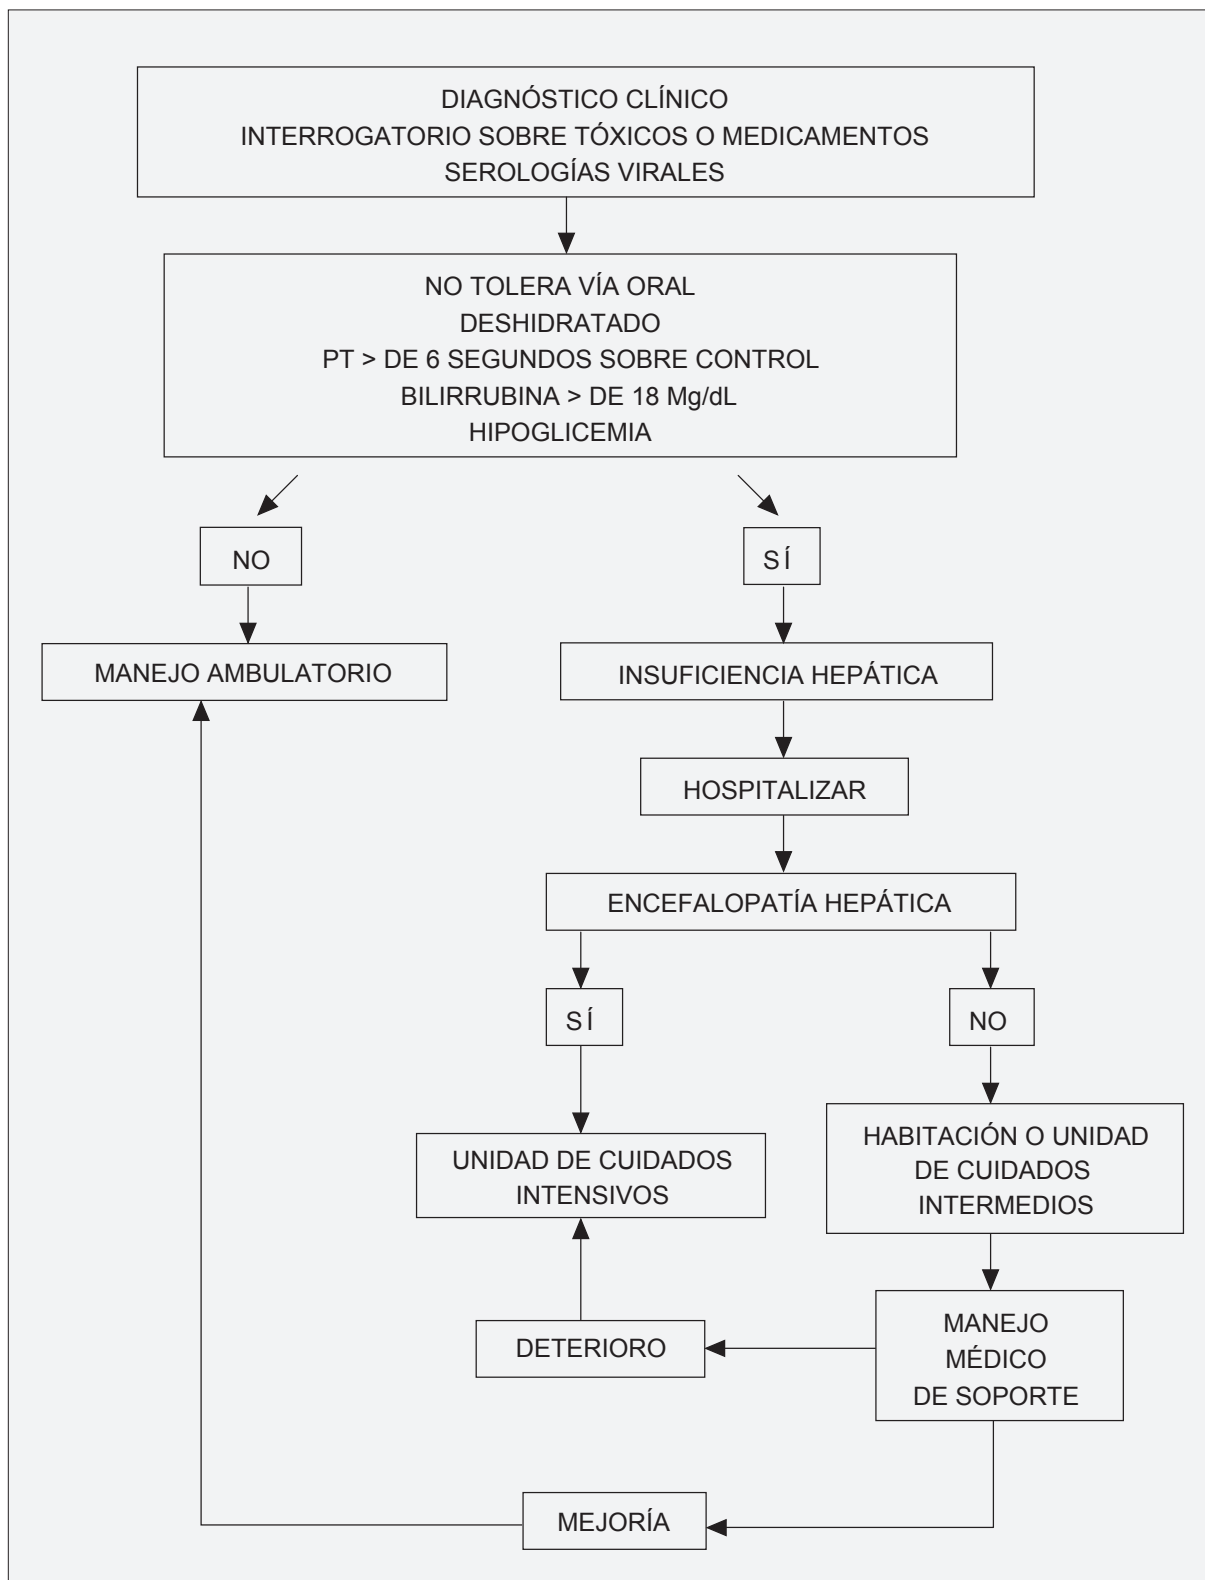 DIAGNÓSTICO CLÍNICO
INTERROGATORIO SOBRE TÓXICOS O MEDICAMENTOS
SEROLOGÍAS VIRALES
NO TOLERA VÍA ORAL
DESHIDRATADO
PT > DE 6 SEGUNDOS SOBRE CONTROL
BILIRRUBINA > DE 18 Mg/dL
HIPOGLICEMIA
NO
SÍ
MANEJO AMBULATORIO
INSUFICIENCIA HEPÁTICA
HOSPITALIZAR
ENCEFALOPATÍA HEPÁTICA
SÍ
NO
UNIDAD DE CUIDADOS
INTENSIVOS
HABITACIÓN O UNIDAD
DE CUIDADOS
INTERMEDIOS
DETERIORO
MANEJO
MÉDICO
DE SOPORTE
MEJORÍA